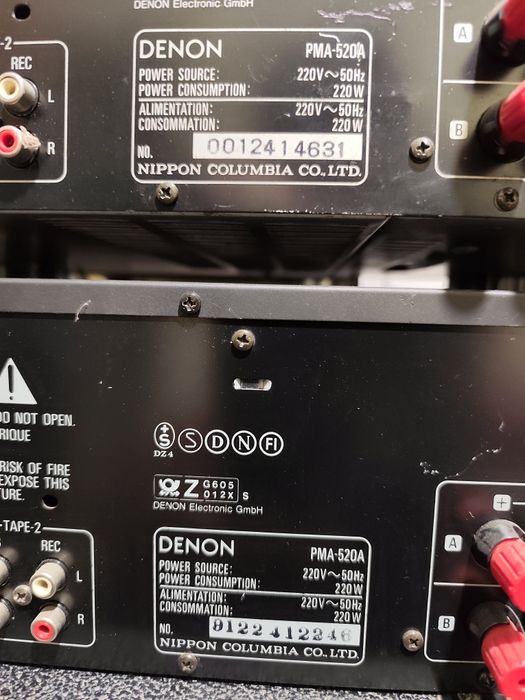 DENON Electronic GmbH
-2
REC
L
R
DENON PMA-520A
POWER SOURCE: 220V～50Hz
POWER CONSUMPTION: 220W
ALIMENTATION: 220V～50Hz
CONSOMMATION: 220W
NO. 0012414631
NIPPON COLUMBIA CO., LTD.
A
B
DO NOT OPEN.
RIQUE
RISK OF FIRE
EXPOSE THIS
TURE.
S
DZ4
S D N FI
Z G605
012X S
DENON Electronic GmbH
-TAPE-2
REC
L
R
DENON PMA-520A
POWER SOURCE: 220V～50Hz
POWER CONSUMPTION: 220W
ALIMENTATION: 220V～50Hz
CONSOMMATION: 220W
NO. 9122412346
NIPPON COLUMBIA CO., LTD.
+
A
B